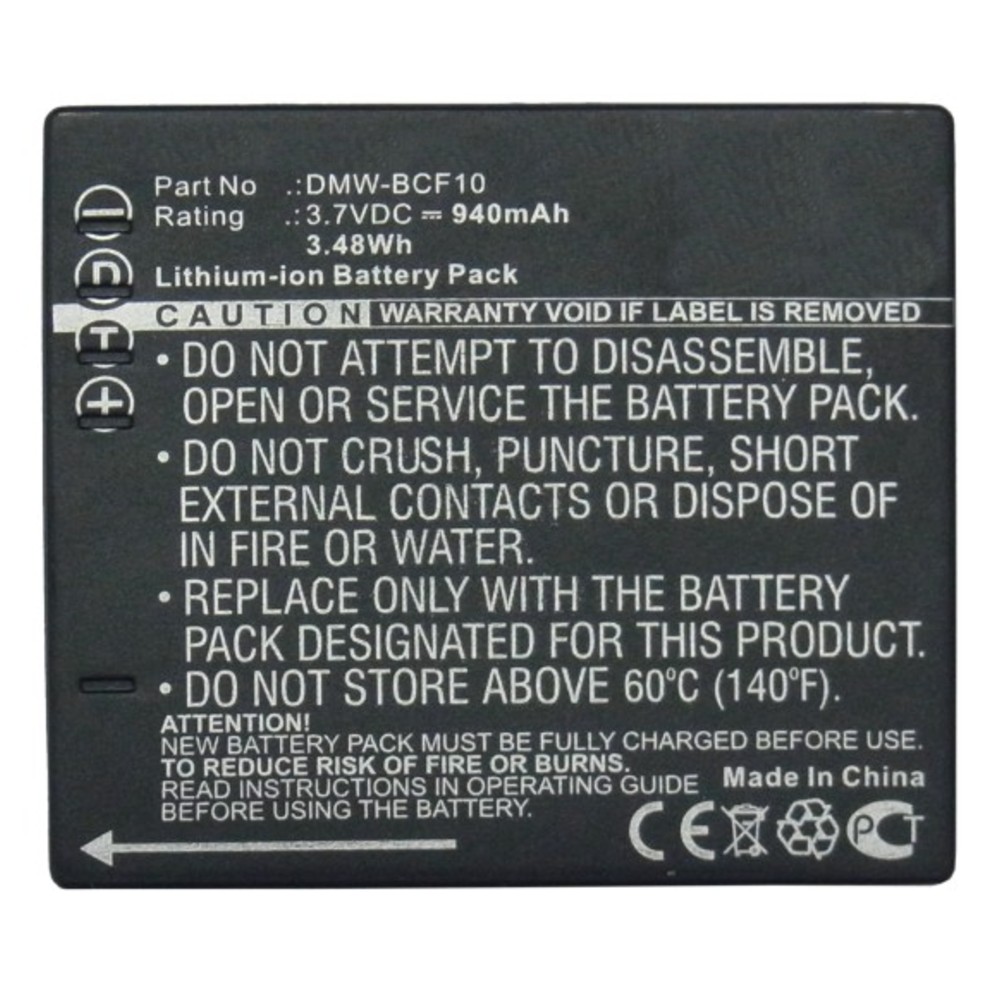 Part No .: DMW-BCF10
Rating .: 3.7VDC ⎓ 940mAh
3.48Wh
Lithium-ion Battery Pack
− D T +
CAUTION WARRANTY VOID IF LABEL IS REMOVED
• DO NOT ATTEMPT TO DISASSEMBLE,
OPEN OR SERVICE THE BATTERY PACK.
• DO NOT CRUSH, PUNCTURE, SHORT
EXTERNAL CONTACTS OR DISPOSE OF
IN FIRE OR WATER.
• REPLACE ONLY WITH THE BATTERY
PACK DESIGNATED FOR THIS PRODUCT.
• DO NOT STORE ABOVE 60°C (140°F).
ATTENTION!
NEW BATTERY PACK MUST BE FULLY CHARGED BEFORE USE.
TO REDUCE RISK OF FIRE OR BURNS.
READ INSTRUCTIONS IN OPERATING GUIDE
BEFORE USING THE BATTERY.
Made In China
CE PCT